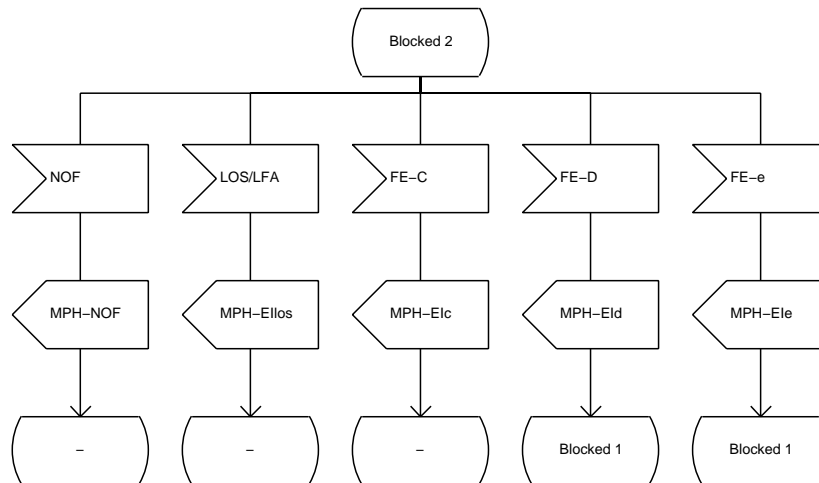 Blocked 2
NOF
LOS/LFA
FE−C
FE−D
FE−e
MPH−NOF
MPH−EIlos
MPH−EIc
MPH−EId
MPH−EIe
−
−
−
Blocked 1
Blocked 1